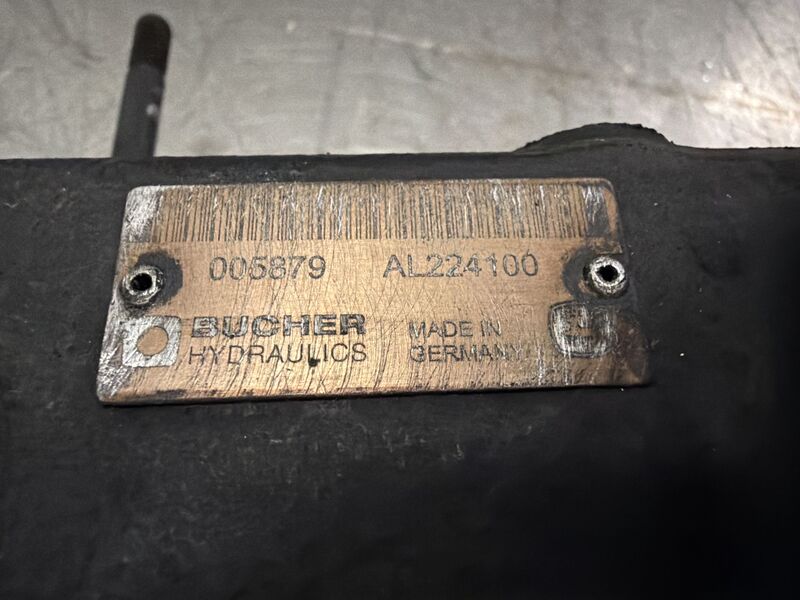 005879 AL224100
BUCHER
HYDRAULICS
MADE IN
GERMANY